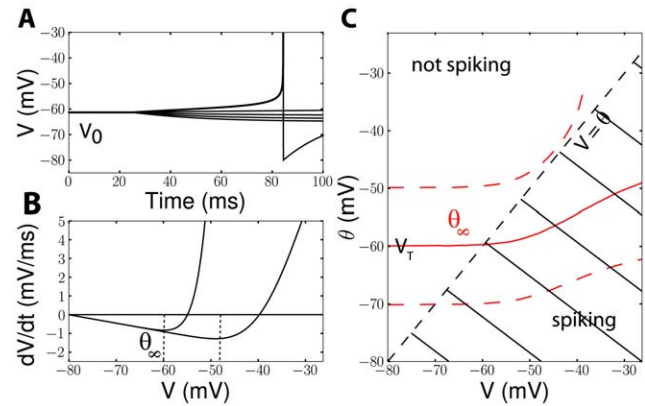 A
V (mV)
−30
−40
−50
−60
−70
−80
V0
0
20
40
60
80
100
Time (ms)
B
dV/dt (mV/ms)
5
4
3
2
1
0
−1
−2
θ∞
−80
−70
−60
−50
−40
−30
V (mV)
C
θ (mV)
−30
−40
−50
−60
−70
−80
not spiking
V = θ
θ∞
VT
spiking
−80
−70
−60
−50
−40
−30
V (mV)